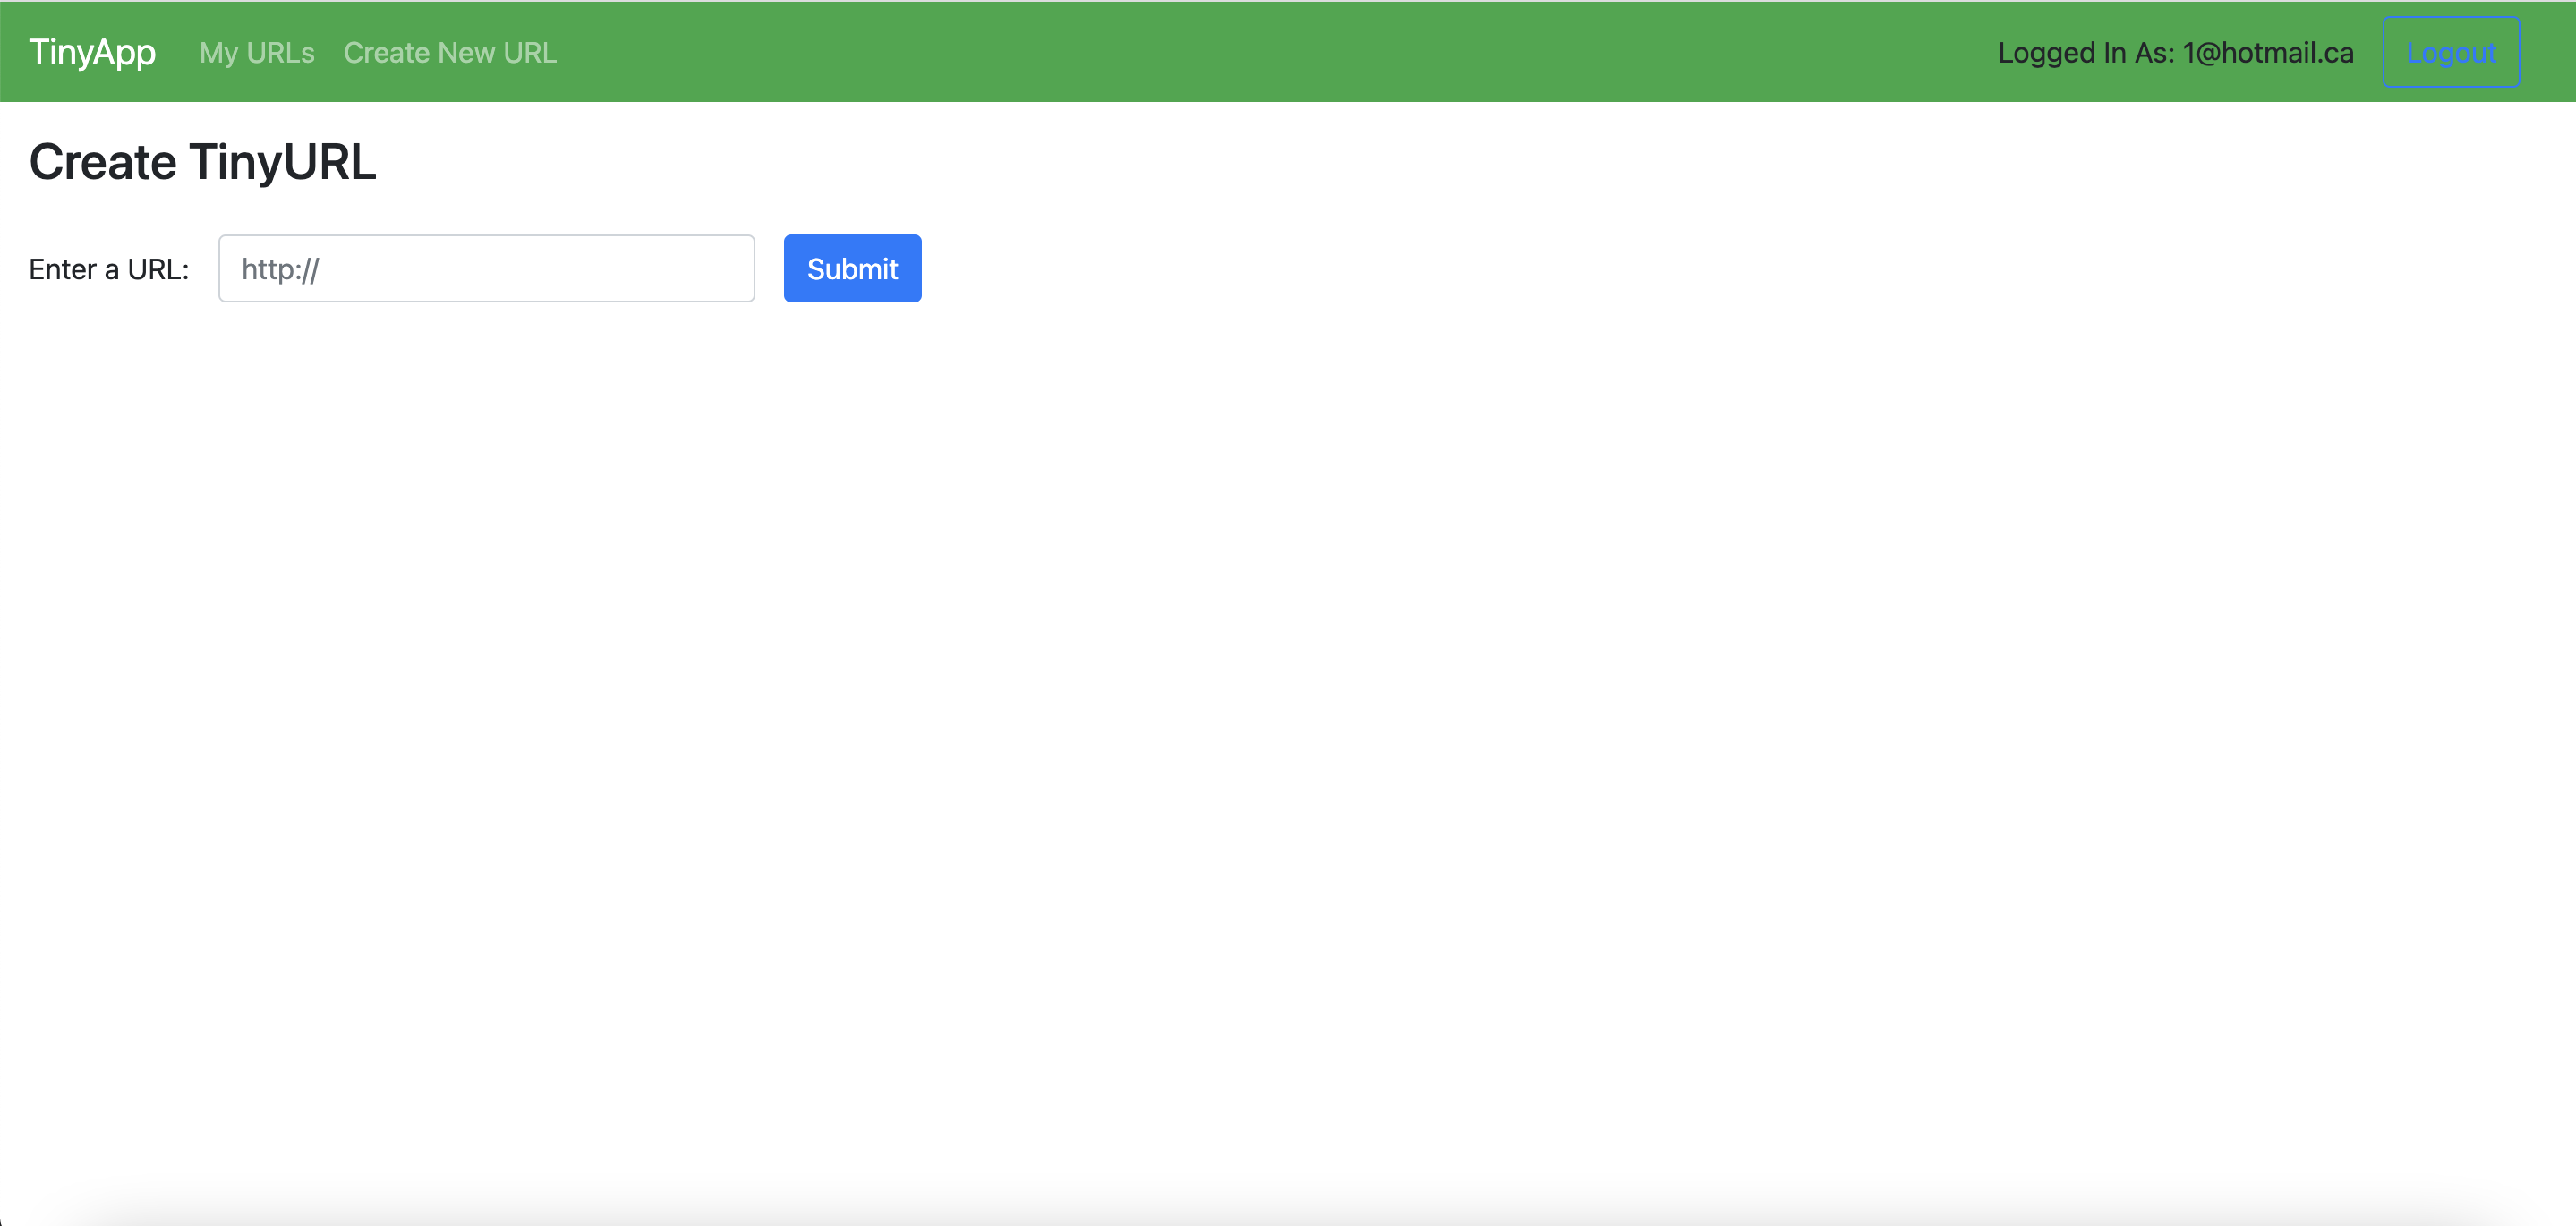 TinyApp My URLs Create New URL Logged In As: 1@hotmail.ca Logout
Create TinyURL
Enter a URL: http:// Submit